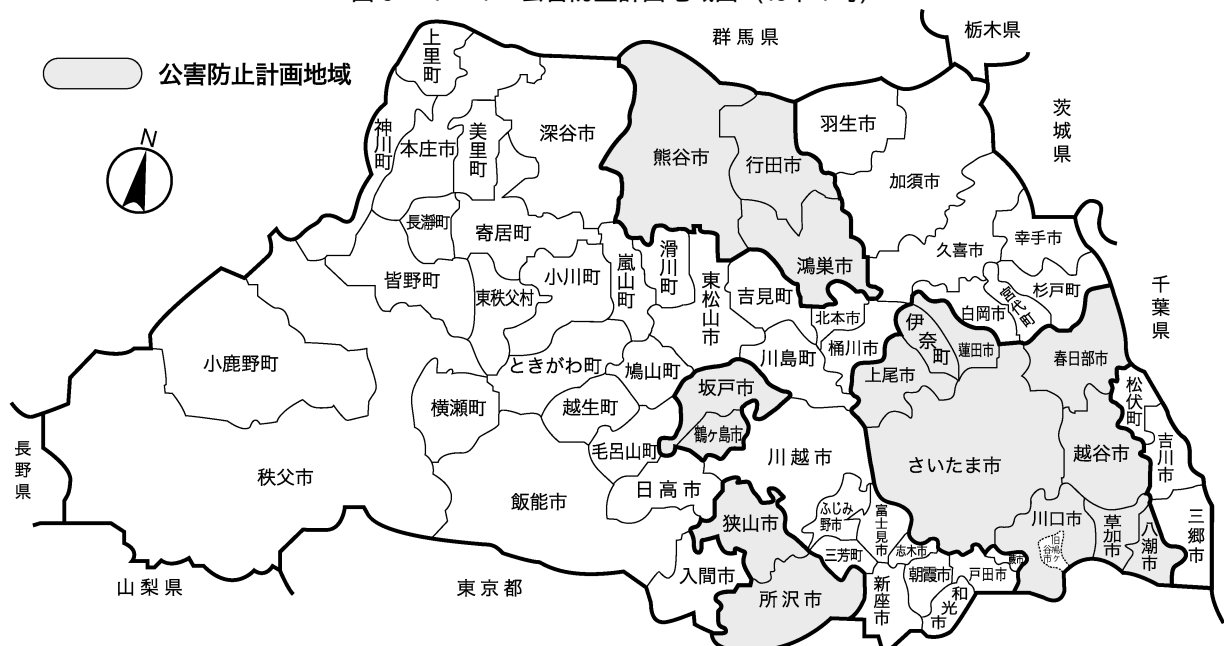 公害防止計画地域
N
群馬県
栃木県
茨城県
千葉県
長野県
山梨県
東京都
上里町
神川町
本庄市
美里町
深谷市
熊谷市
行田市
羽生市
加須市
長瀞町
寄居町
鴻巣市
久喜市
幸手市
皆野町
東秩父村
小川町
嵐山町
滑川町
東松山市
吉見町
北本市
白岡市
宮代町
杉戸町
小鹿野町
ときがわ町
鳩山町
川島町
桶川市
伊奈町
蓮田市
春日部市
上尾市
横瀬町
越生町
坂戸市
鶴ヶ島市
松伏町
毛呂山町
川越市
さいたま市
越谷市
吉川市
秩父市
飯能市
日高市
狭山市
ふじみ野市
富士見市
川口市
旧鳩ヶ谷市
草加市
八潮市
三郷市
三芳町
志木市
蕨市
入間市
所沢市
新座市
朝霞市
和光市
戸田市